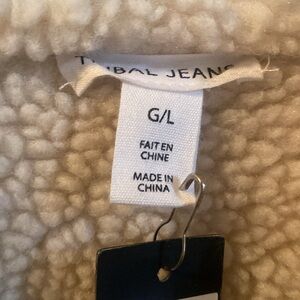 TRIBAL JEANS
G/L
FAIT EN
CHINE
MADE IN
CHINA